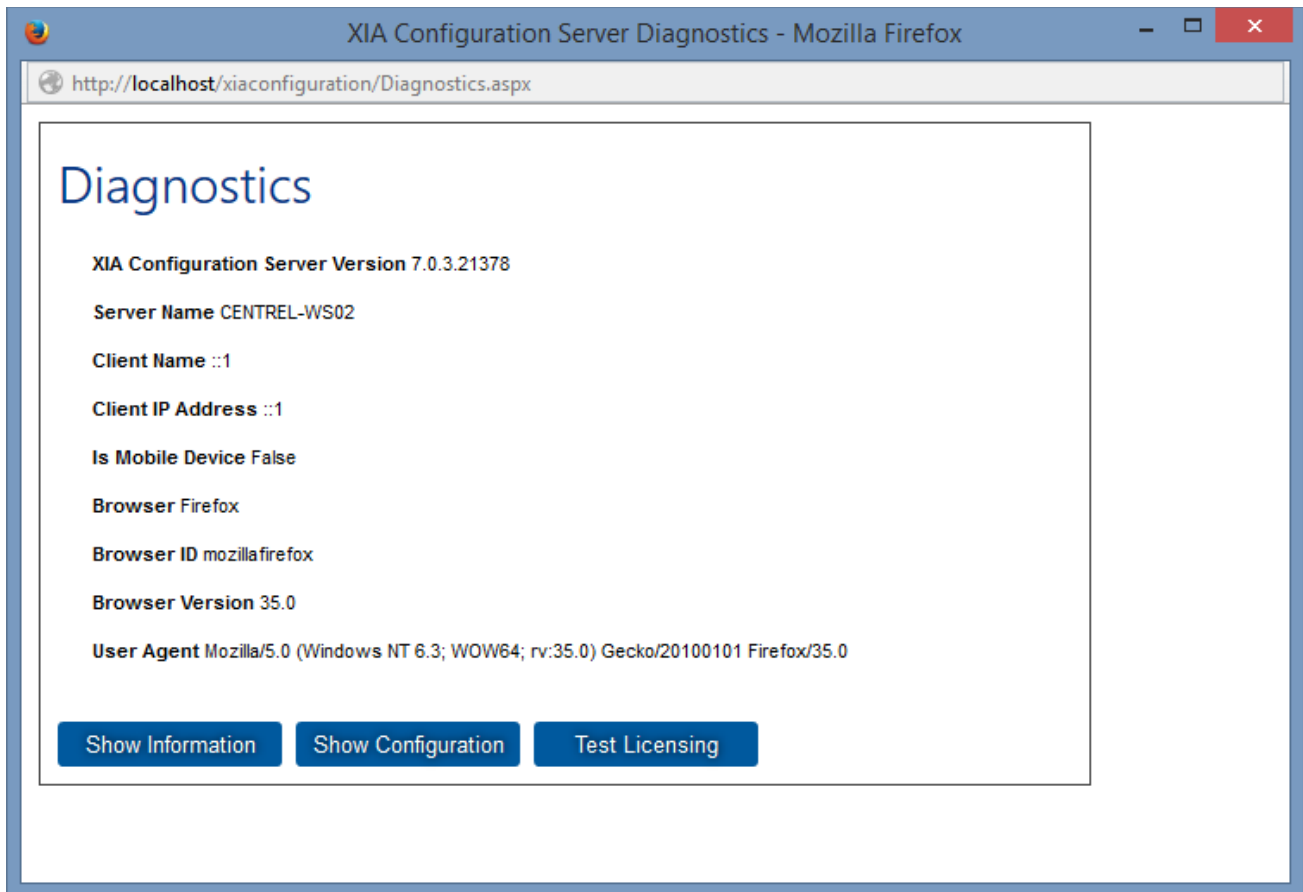 XIA Configuration Server Diagnostics - Mozilla Firefox
http://localhost/xiaconfiguration/Diagnostics.aspx
Diagnostics
XIA Configuration Server Version 7.0.3.21378
Server Name CENTREL-WS02
Client Name ::1
Client IP Address ::1
Is Mobile Device False
Browser Firefox
Browser ID mozillafirefox
Browser Version 35.0
User Agent Mozilla/5.0 (Windows NT 6.3; WOW64; rv:35.0) Gecko/20100101 Firefox/35.0
Show Information Show Configuration Test Licensing